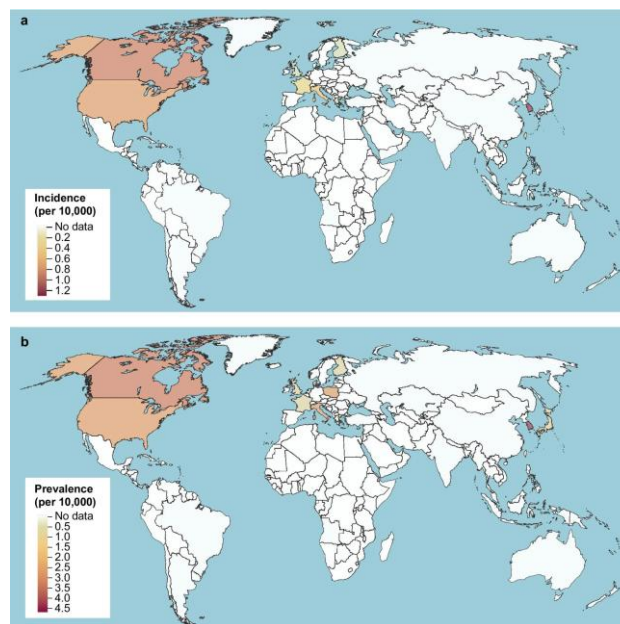 a
Incidence
(per 10,000)
No data
0.2
0.4
0.6
0.8
1.0
1.2
b
Prevalence
(per 10,000)
No data
0.5
1.0
1.5
2.0
2.5
3.0
3.5
4.0
4.5